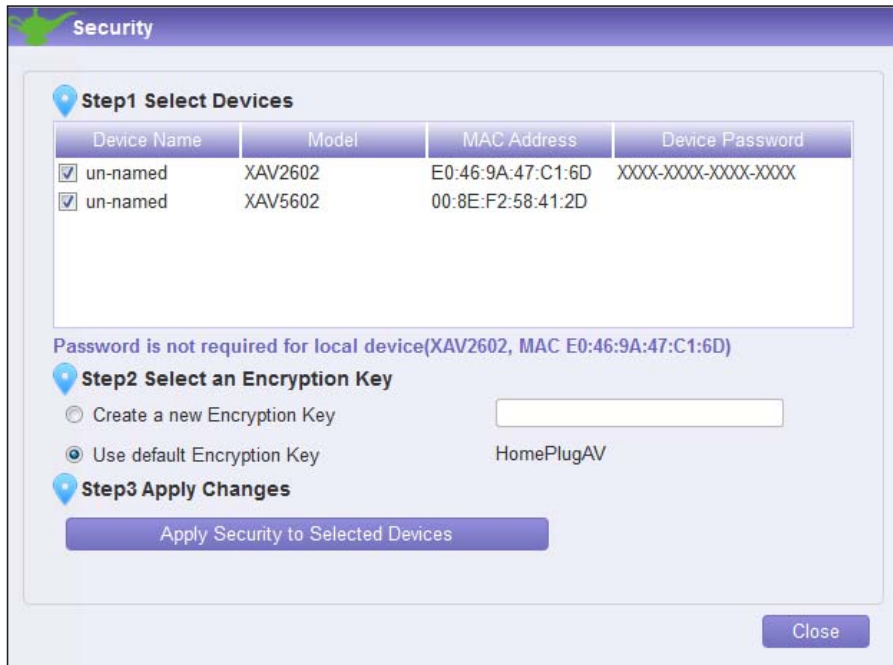 Security
Step1 Select Devices
Device Name Model MAC Address Device Password
un-named XAV2602 E0:46:9A:47:C1:6D XXXX-XXXX-XXXX-XXXX
un-named XAV5602 00:8E:F2:58:41:2D
Password is not required for local device(XAV2602, MAC E0:46:9A:47:C1:6D)
Step2 Select an Encryption Key
Create a new Encryption Key
Use default Encryption Key HomePlugAV
Step3 Apply Changes
Apply Security to Selected Devices
Close